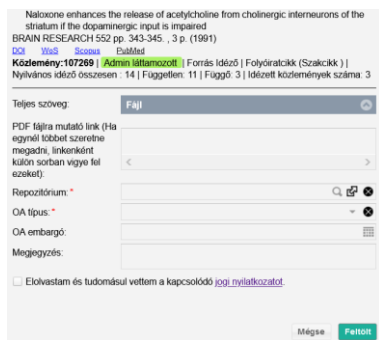 Naloxone enhances the release of acetylcholine from cholinergic interneurons of the
striatum if the dopaminergic input is impaired
BRAIN RESEARCH 552 pp. 343-345. , 3 p. (1991)
DOI WoS Scopus PubMed
Közlemény:107269 | Admin láttamozott | Forrás Idéző | Folyóiratcikk (Szakcikk ) |
Nyilvános idéző összesen : 14 | Független: 11 | Függő: 3 | Idézett közlemények száma: 3
Teljes szöveg: Fájl
PDF fájlra mutató link (Ha
egynél többet szeretne
megadni, linkenként
külön sorban vigye fel
ezeket):
Repozitórium: *
OA típus: *
OA embargó:
Megjegyzés:
Elolvastam és tudomásul vettem a kapcsolódó jogi nyilatkozatot.
Mégse Feltölt